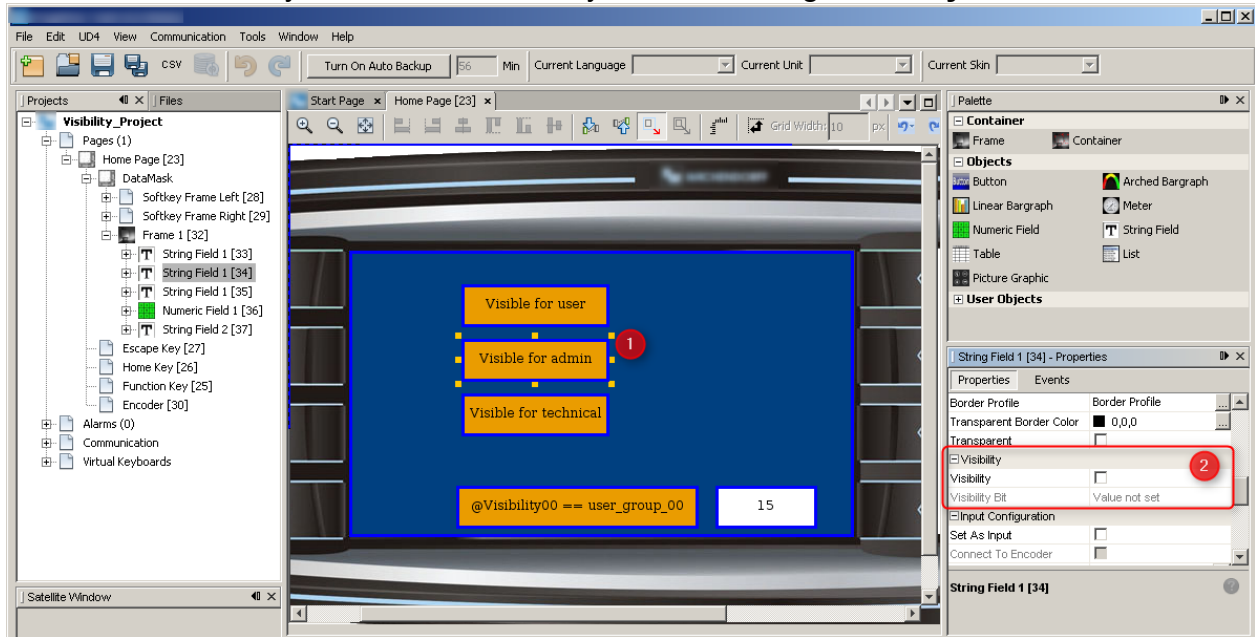 File Edit UD4 View Communication Tools Window Help
CSV Turn On Auto Backup 56 Min Current Language Current Unit Current Skin
Projects Files
Visibility_Project
Pages (1)
Home Page [23]
DataMask
Softkey Frame Left [28]
Softkey Frame Right [29]
Frame 1 [32]
String Field 1 [33]
String Field 1 [34]
String Field 1 [35]
Numeric Field 1 [36]
String Field 2 [37]
Escape Key [27]
Home Key [26]
Function Key [25]
Encoder [30]
Alarms (0)
Communication
Virtual Keyboards
Satellite Window
Start Page Home Page [23]
Grid Width: 10 px
Visible for user
Visible for admin
1
Visible for technical
@Visibility00 == user_group_00 15
Palette
Container
Frame Container
Objects
Button Arched Bargraph
Linear Bargraph Meter
Numeric Field String Field
Table List
Picture Graphic
User Objects
String Field 1 [34] - Properties
Properties Events
Border Profile Border Profile ...
Transparent Border Color 0,0,0 ...
Transparent
Visibility
2
Visibility
Visibility Bit Value not set
Input Configuration
Set As Input
Connect To Encoder
String Field 1 [34]